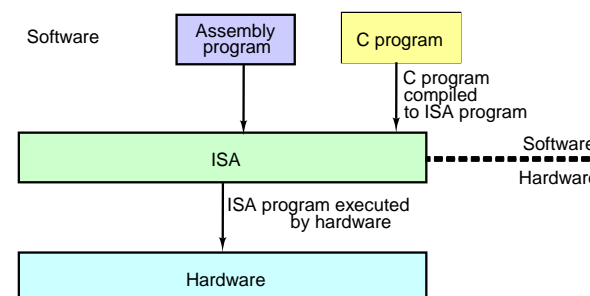 Software
Assembly
program
C program
C program
compiled
to ISA program
ISA
Software
Hardware
ISA program executed
by hardware
Hardware